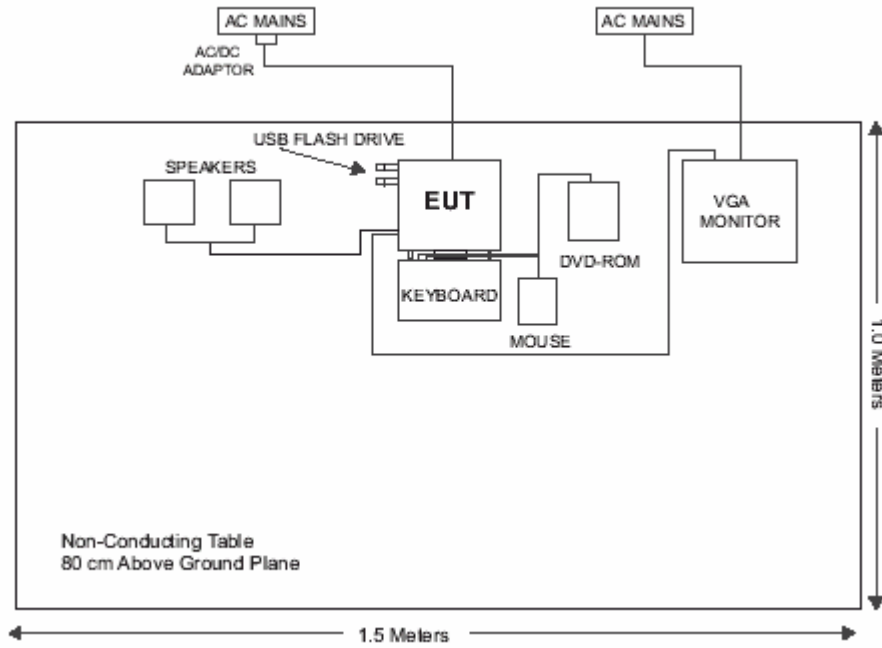 AC MAINS
AC MAINS
AC/DC
ADAPTOR
USB FLASH DRIVE
SPEAKERS
EUT
VGA
MONITOR
DVD-ROM
KEYBOARD
MOUSE
1.0 Meters
Non-Conducting Table
80 cm Above Ground Plane
1.5 Meters